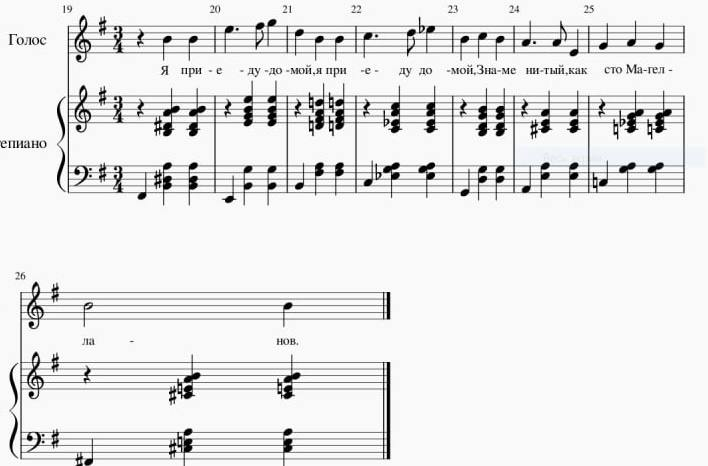 19 20 21 22 23 24 25
Голос
Я при - е - ду -до -мой,я при -е - ду до -мой,Зна-ме ни-тый,как сто Ма-гел -
епиано
26
ла - нов.